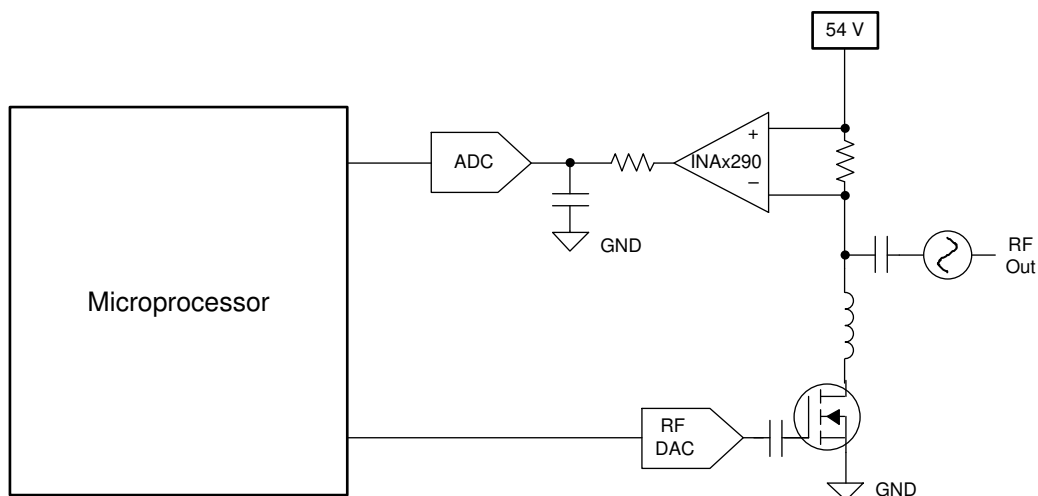 54 V
ADC
+
INAx290
−
GND
RF
Out
Microprocessor
RF
DAC
GND